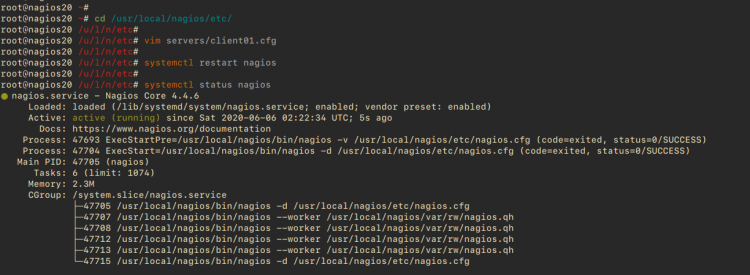 root@nagios20 ~#
root@nagios20 ~# cd /usr/local/nagios/etc/
root@nagios20 /u/l/n/etc#
root@nagios20 /u/l/n/etc# vim servers/client01.cfg
root@nagios20 /u/l/n/etc#
root@nagios20 /u/l/n/etc# systemctl restart nagios
root@nagios20 /u/l/n/etc#
root@nagios20 /u/l/n/etc# systemctl status nagios
● nagios.service - Nagios Core 4.4.6
Loaded: loaded (/lib/systemd/system/nagios.service; enabled; vendor preset: enabled)
Active: active (running) since Sat 2020-06-06 02:22:34 UTC; 5s ago
Docs: https://www.nagios.org/documentation
Process: 47693 ExecStartPre=/usr/local/nagios/bin/nagios -v /usr/local/nagios/etc/nagios.cfg (code=exited, status=0/SUCCESS)
Process: 47704 ExecStart=/usr/local/nagios/bin/nagios -d /usr/local/nagios/etc/nagios.cfg (code=exited, status=0/SUCCESS)
Main PID: 47705 (nagios)
Tasks: 6 (limit: 1074)
Memory: 2.3M
CGroup: /system.slice/nagios.service
├─47705 /usr/local/nagios/bin/nagios -d /usr/local/nagios/etc/nagios.cfg
├─47707 /usr/local/nagios/bin/nagios --worker /usr/local/nagios/var/rw/nagios.qh
├─47708 /usr/local/nagios/bin/nagios --worker /usr/local/nagios/var/rw/nagios.qh
├─47712 /usr/local/nagios/bin/nagios --worker /usr/local/nagios/var/rw/nagios.qh
├─47713 /usr/local/nagios/bin/nagios --worker /usr/local/nagios/var/rw/nagios.qh
└─47715 /usr/local/nagios/bin/nagios -d /usr/local/nagios/etc/nagios.cfg